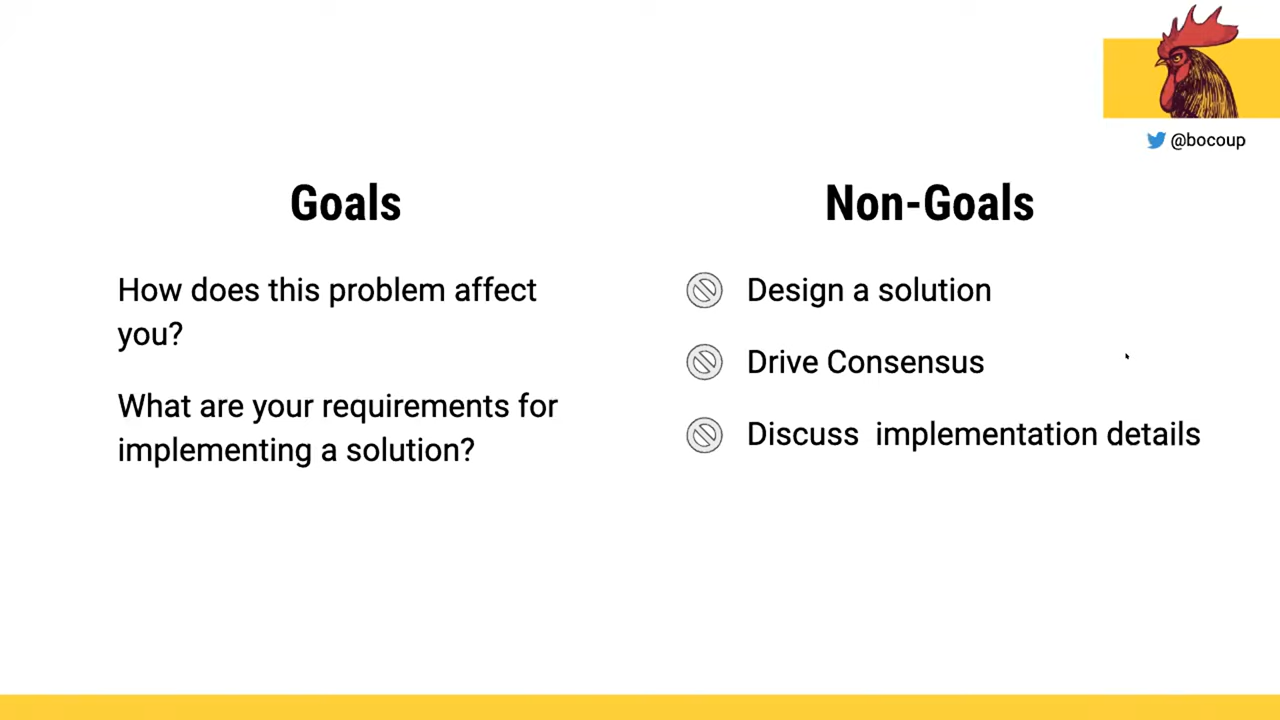 @bocoup
Goals
How does this problem affect
you?
What are your requirements for
implementing a solution?
Non-Goals
Design a solution
Drive Consensus
Discuss  implementation details